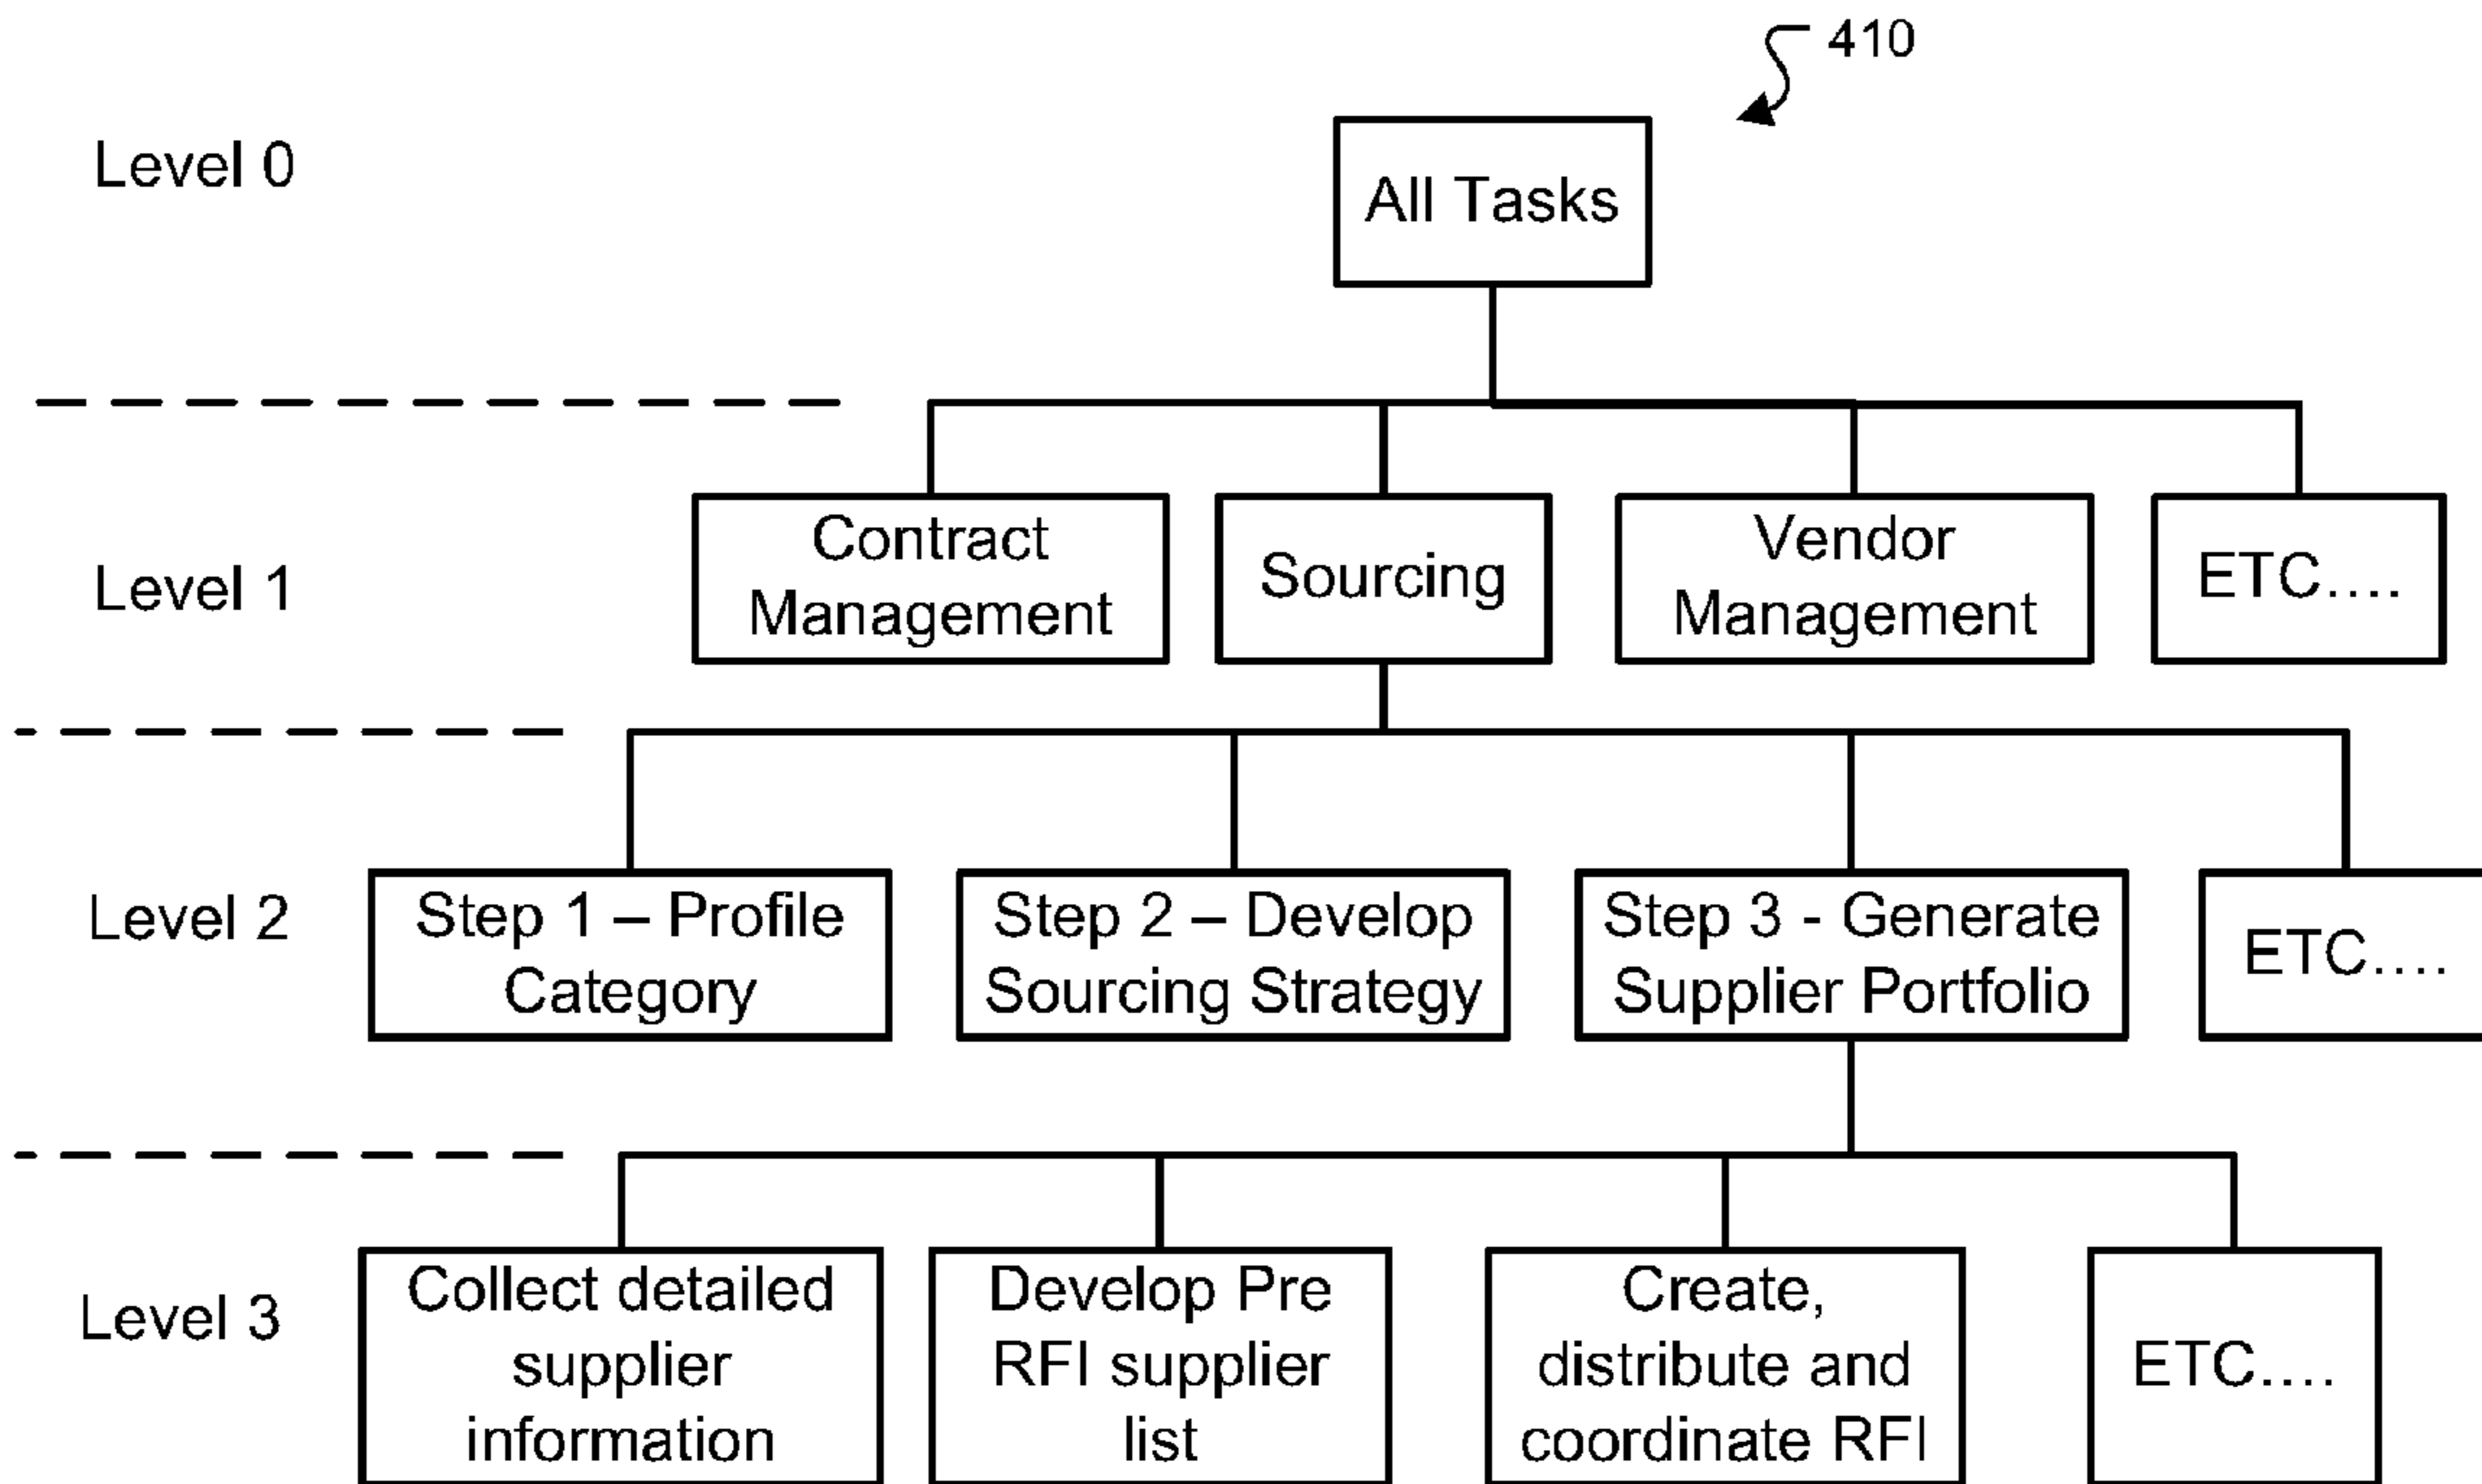 410
Level 0
All Tasks
Level 1
Contract
Management
Sourcing
Vendor
Management
ETC....
Level 2
Step 1 – Profile
Category
Step 2 – Develop
Sourcing Strategy
Step 3 - Generate
Supplier Portfolio
ETC....
Level 3
Collect detailed
supplier
information
Develop Pre
RFI supplier
list
Create,
distribute and
coordinate RFI
ETC....